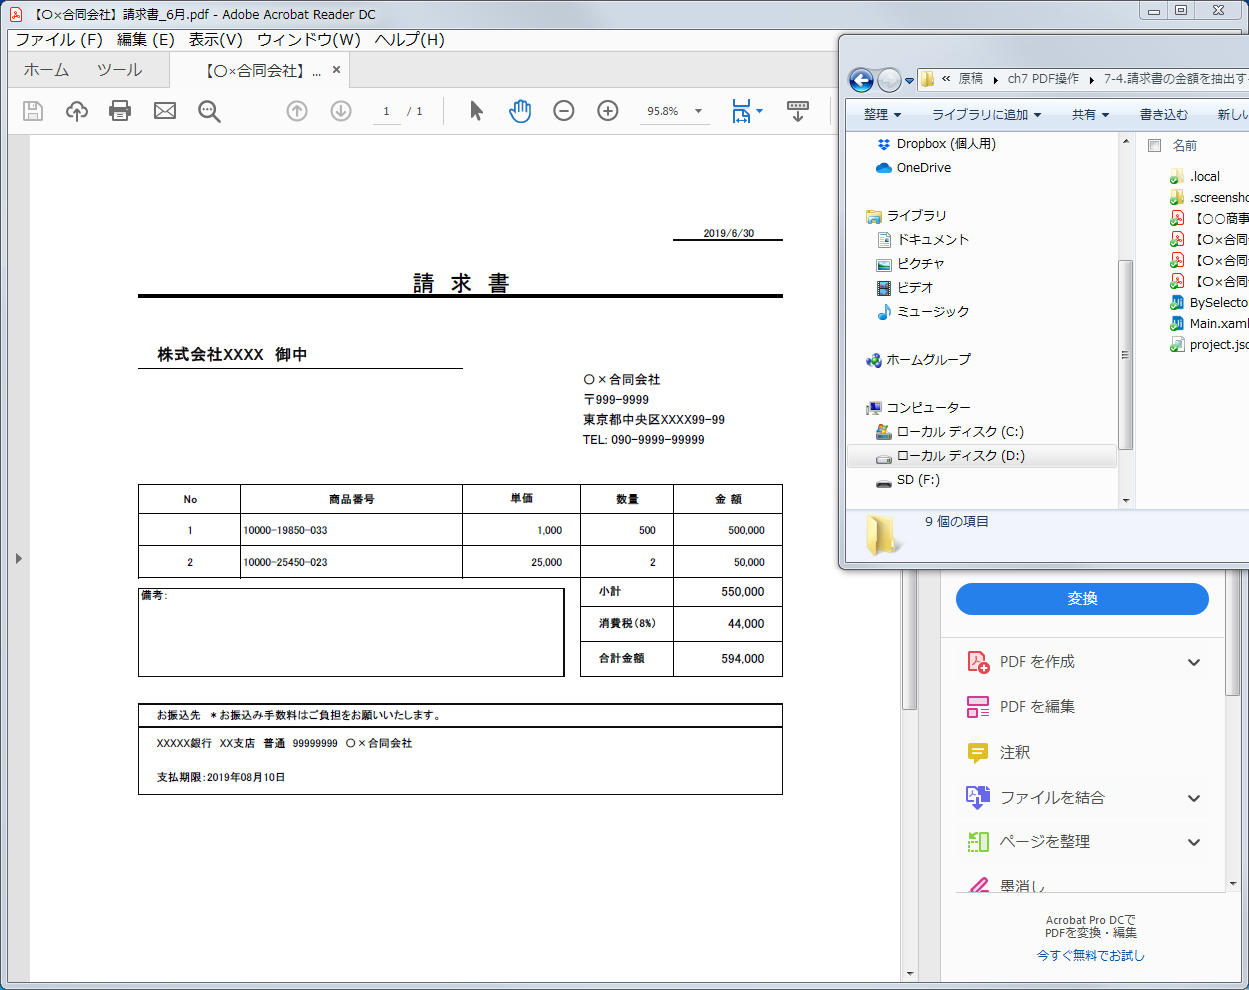 【〇×合同会社】請求書_6月.pdf - Adobe Acrobat Reader DC
ファイル (F) 編集 (E) 表示(V) ウィンドウ(W) ヘルプ(H)
ホーム ツール 【〇×合同会社】... ×
1 / 1 95.8%
2019/6/30
請 求 書
株式会社XXXX 御中
〇×合同会社
〒999-9999
東京都中央区XXXX99-99
TEL: 090-9999-99999
No 商品番号 単価 数量 金 額
1 10000-19850-033 1,000 500 500,000
2 10000-25450-023 25,000 2 50,000
小計 550,000
備考:
消費税(8%) 44,000
合計金額 594,000
お振込先 *お振込み手数料はご負担をお願いいたします。
XXXXX銀行 XX支店 普通 99999999 〇×合同会社
支払期限:2019年08月10日
« 原稿 ▸ ch7 PDF操作 ▸ 7-4.請求書の金額を抽出す
整理 ライブラリに追加 共有 書き込む 新しい
Dropbox (個人用)
OneDrive
ライブラリ
ドキュメント
ピクチャ
ビデオ
ミュージック
ホームグループ
コンピューター
ローカル ディスク (C:)
ローカル ディスク (D:)
SD (F:)
名前
.local
.screensho
【〇〇商事
【〇×合同
【〇×合同
【〇×合同
BySelecto
Main.xaml
project.jso
9 個の項目
変換
PDF を作成
PDF を編集
注釈
ファイルを結合
ページを整理
墨消し
Acrobat Pro DCで
PDFを変換・編集
今すぐ無料でお試し